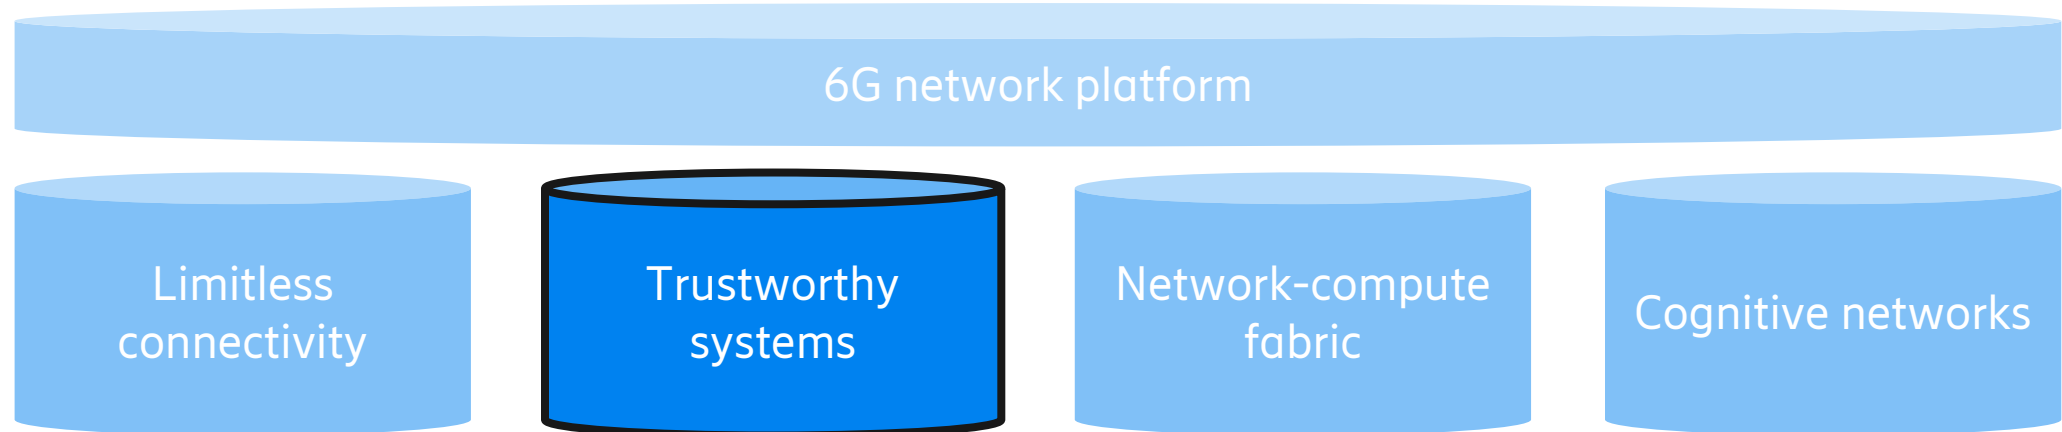 6G network platform
Limitless
connectivity
Trustworthy
systems
Network-compute
fabric
Cognitive networks